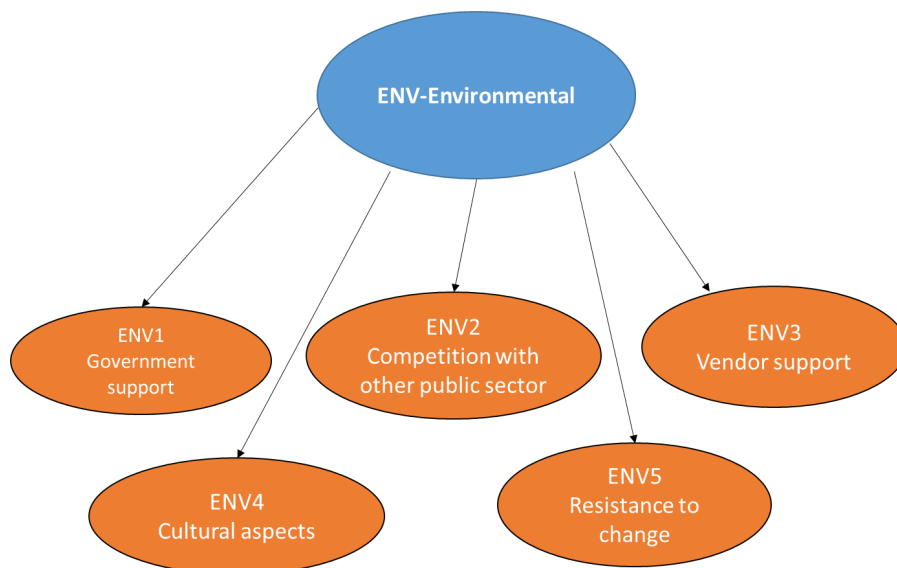 ENV-Environmental
ENV1
Government
support
ENV2
Competition with
other public sector
ENV3
Vendor support
ENV4
Cultural aspects
ENV5
Resistance to
change